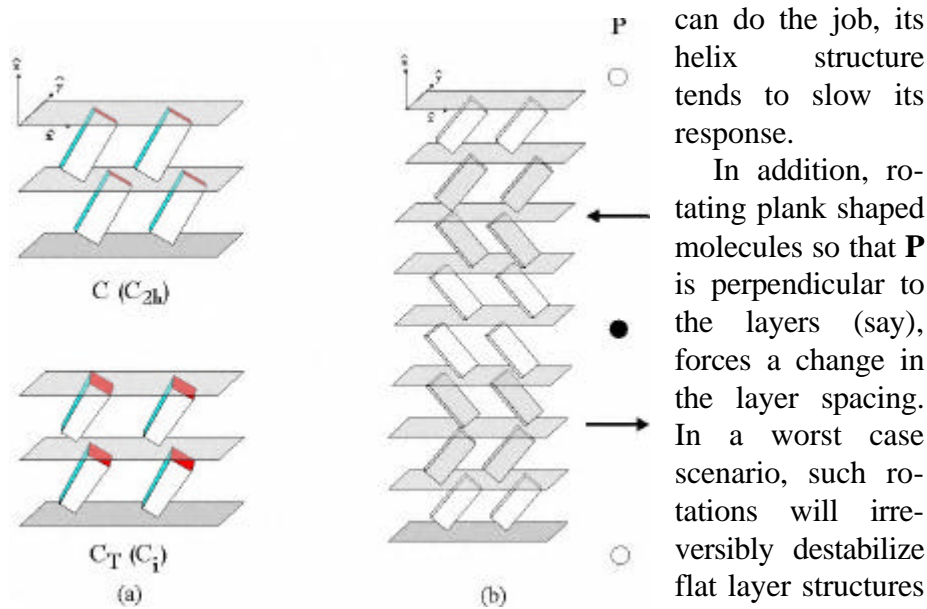 P
can do the job, its
helix structure
tends to slow its
response.
In addition, ro-
tating plank shaped
molecules so that P
is perpendicular to
the layers (say),
forces a change in
the layer spacing.
In a worst case
scenario, such ro-
tations will irre-
versibly destabilize
flat layer structures
C (C2h)
CT (Ci)
(a)
(b)